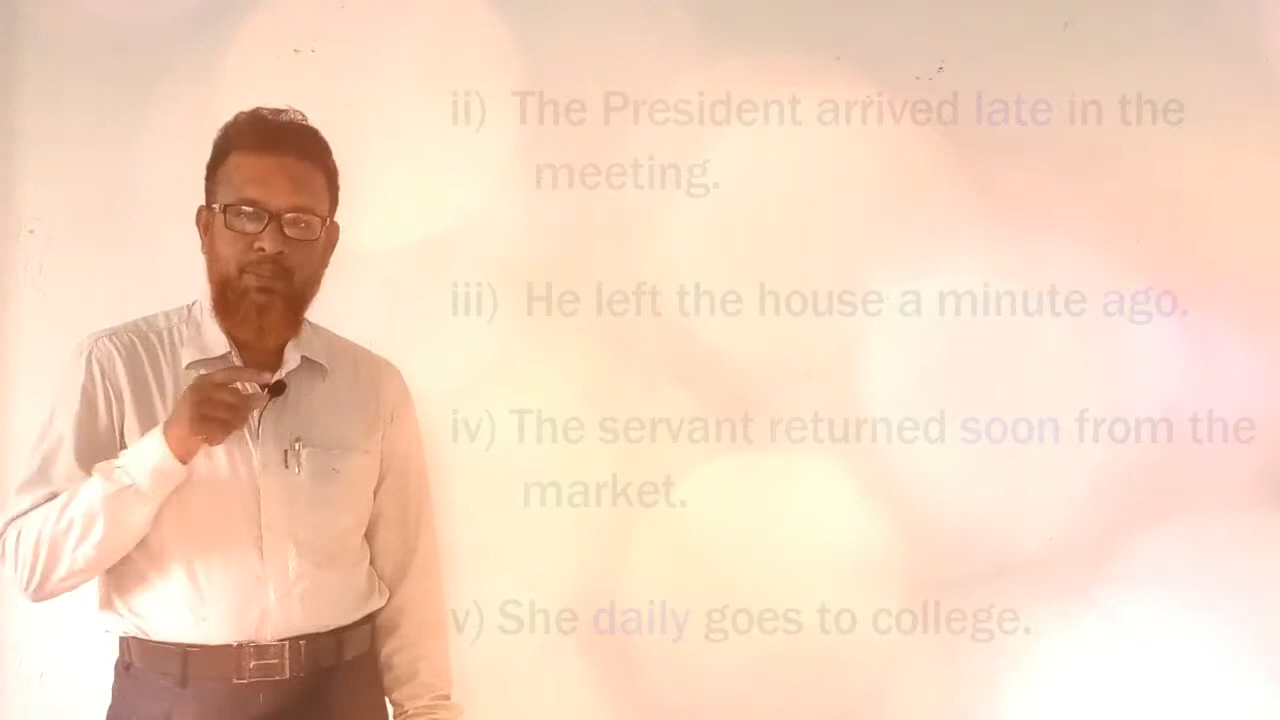 ii) The President arrived late in the
meeting.
iii) He left the house a minute ago.
iv) The servant returned soon from the
market.
v) She daily goes to college.